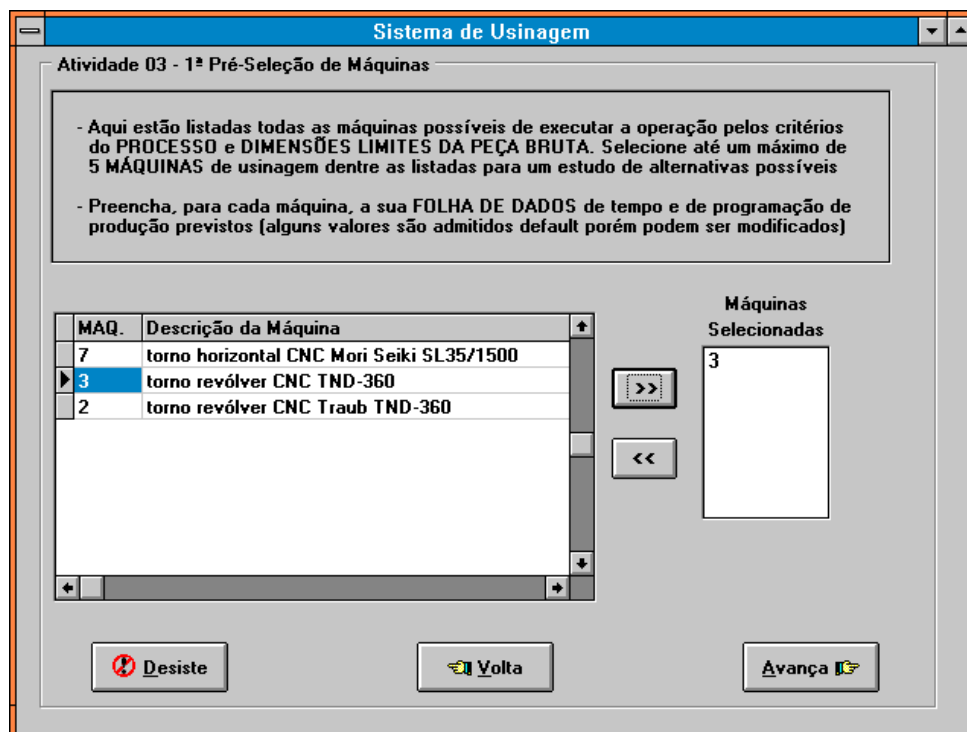 Sistema de Usinagem
Atividade 03 - 1ª Pré-Seleção de Máquinas
- Aqui estão listadas todas as máquinas possíveis de executar a operação pelos critérios
do PROCESSO e DIMENSÕES LIMITES DA PEÇA BRUTA. Selecione até um máximo de
5 MÁQUINAS de usinagem dentre as listadas para um estudo de alternativas possíveis
- Preencha, para cada máquina, a sua FOLHA DE DADOS de tempo e de programação de
produção previstos (alguns valores são admitidos default porém podem ser modificados)
MAQ. Descrição da Máquina
7 torno horizontal CNC Mori Seiki SL35/1500
3 torno revólver CNC TND-360
2 torno revólver CNC Traub TND-360
>>
<<
Máquinas
Selecionadas
3
Desiste
Volta
Avança